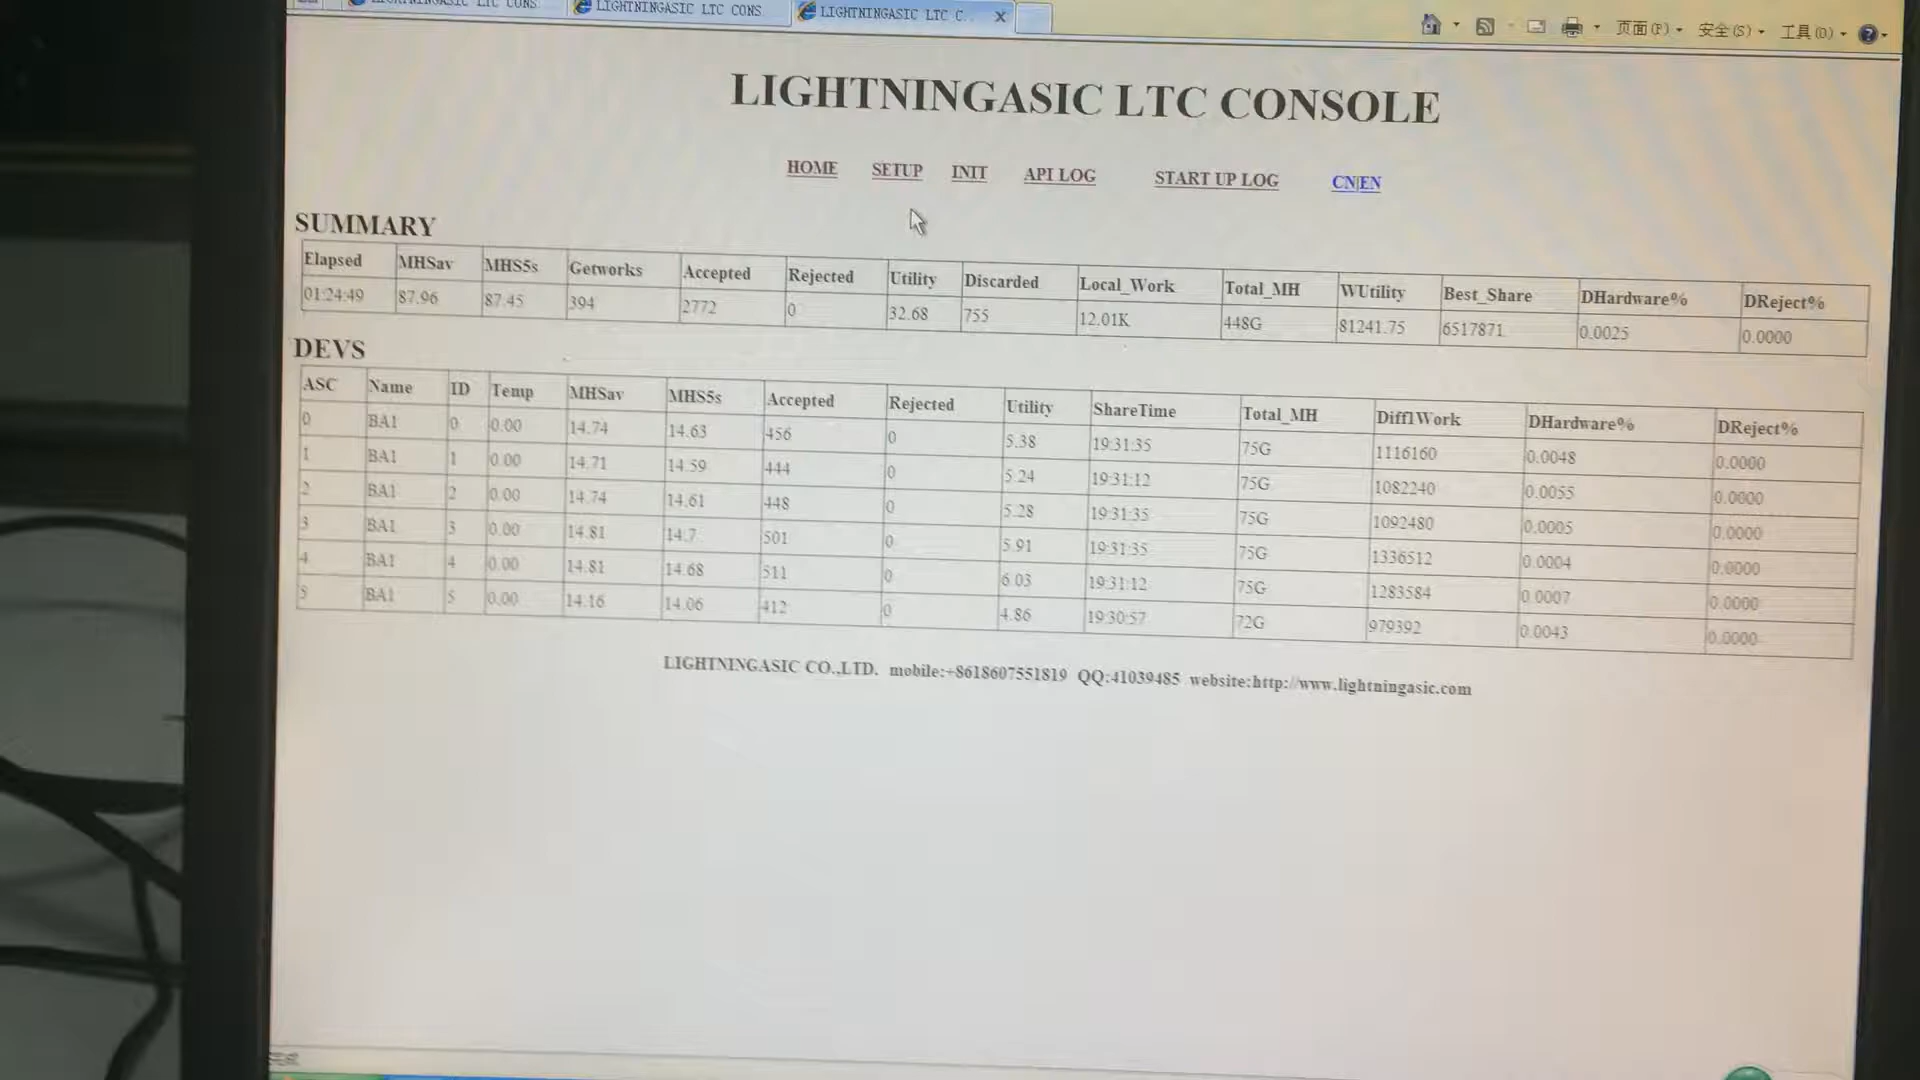 LIGHTNINGASIC LTC CONS
LIGHTNINGASIC LTC CONS
LIGHTNINGASIC LTC C..
X
页面(P)
安全(S)
工具(O)
LIGHTNINGASIC LTC CONSOLE
HOME SETUP INIT API LOG START UP LOG CN|EN
SUMMARY
Elapsed MHSav MHS5s Getworks Accepted Rejected Utility Discarded Local_Work Total_MH WUtility Best_Share DHardware% DReject%
01:24:49 87.96 87.45 394 2772 0 32.68 755 12.01K 448G 81241.75 6517871 0.0025 0.0000
DEVS
ASC Name ID Temp MHSav MHS5s Accepted Rejected Utility ShareTime Total_MH Diff1Work DHardware% DReject%
0 BA1 0 0.00 14.74 14.63 456 0 5.38 19:31:35 75G 1116160 0.0048 0.0000
1 BA1 1 0.00 14.71 14.59 444 0 5.24 19:31:12 75G 1082240 0.0055 0.0000
2 BA1 2 0.00 14.74 14.61 448 0 5.28 19:31:35 75G 1092480 0.0005 0.0000
3 BA1 3 0.00 14.81 14.7 501 0 5.91 19:31:35 75G 1336512 0.0004 0.0000
4 BA1 4 0.00 14.81 14.68 511 0 6.03 19:31:12 75G 1283584 0.0007 0.0000
5 BA1 5 0.00 14.16 14.06 412 0 4.86 19:30:57 72G 979392 0.0043 0.0000
LIGHTNINGASIC CO.,LTD. mobile:+8618607551819 QQ:41039485 website:http://www.lightningasic.com
完成